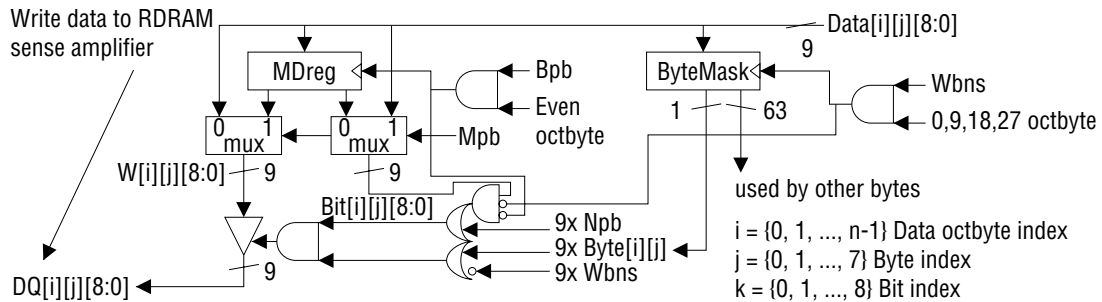 Write data to RDRAM
sense amplifier
Data[i][j][8:0]
9
MDreg
Bpb
Even
octbyte
ByteMask
1
63
Wbns
0,9,18,27 octbyte
0 1
mux
0 1
mux
Mpb
W[i][j][8:0]
9
9
used by other bytes
Bit[i][j][8:0]
9x Npb
9x Byte[i][j]
9x Wbns
i = {0, 1, ..., n-1} Data octbyte index
j = {0, 1, ..., 7} Byte index
k = {0, 1, ..., 8} Bit index
9
DQ[i][j][8:0]